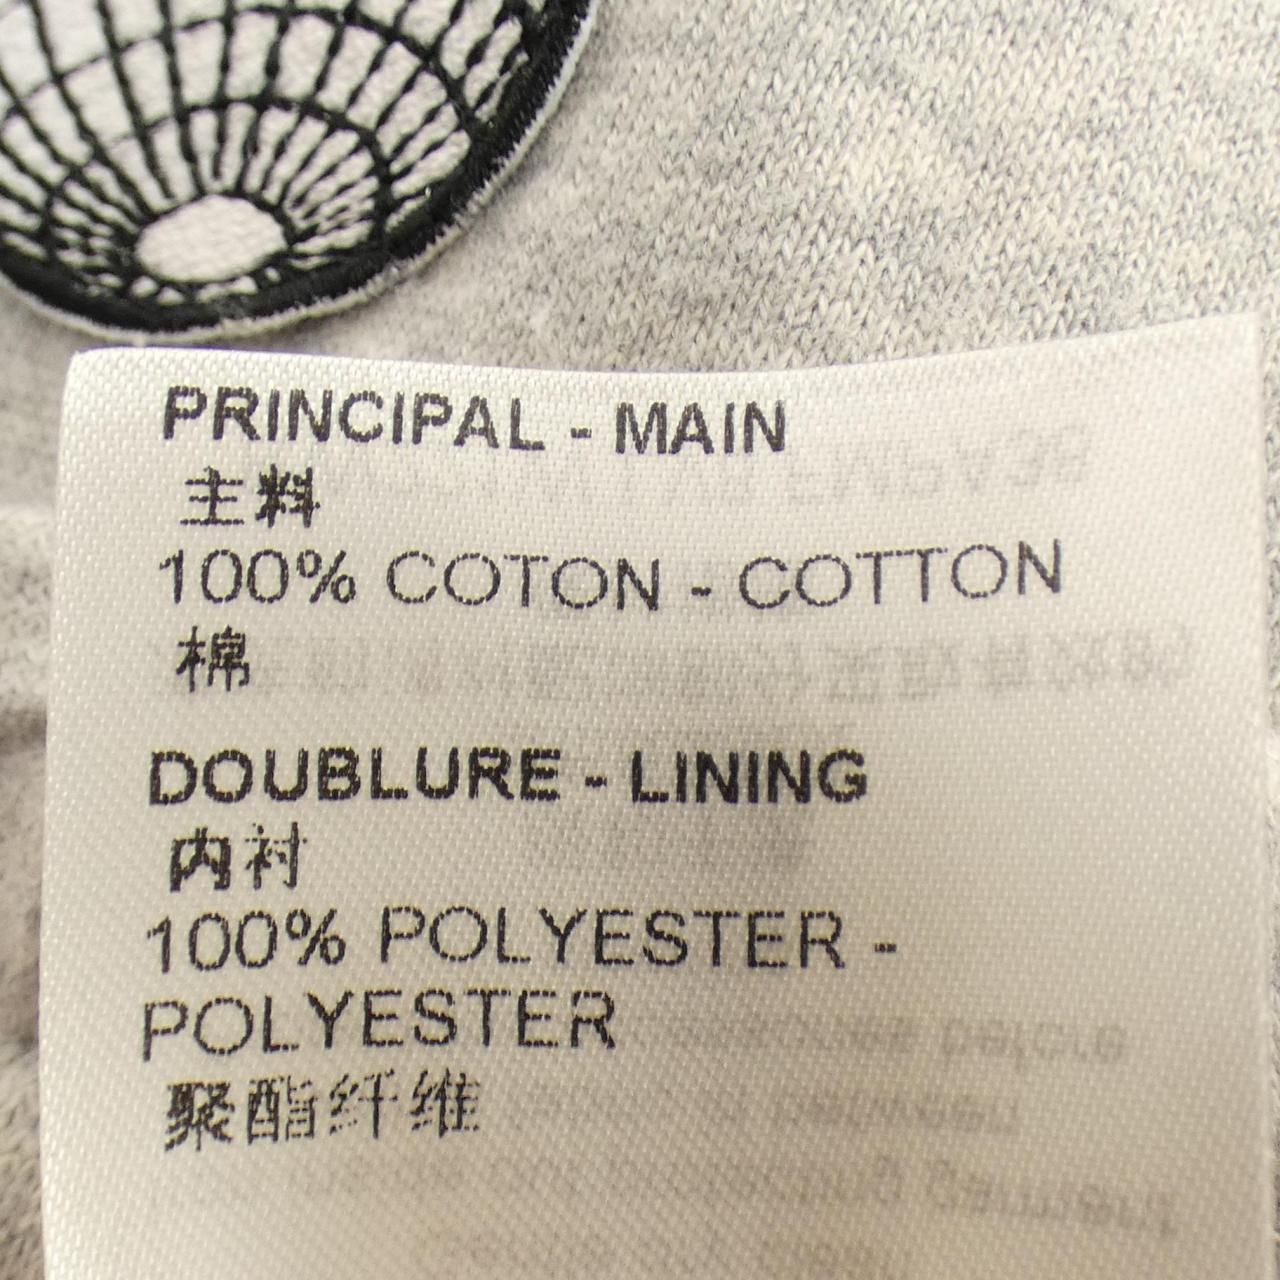 PRINCIPAL - MAIN
主料
100% COTON - COTTON
棉
DOUBLURE - LINING
内衬
100% POLYESTER -
POLYESTER
聚酯纤维